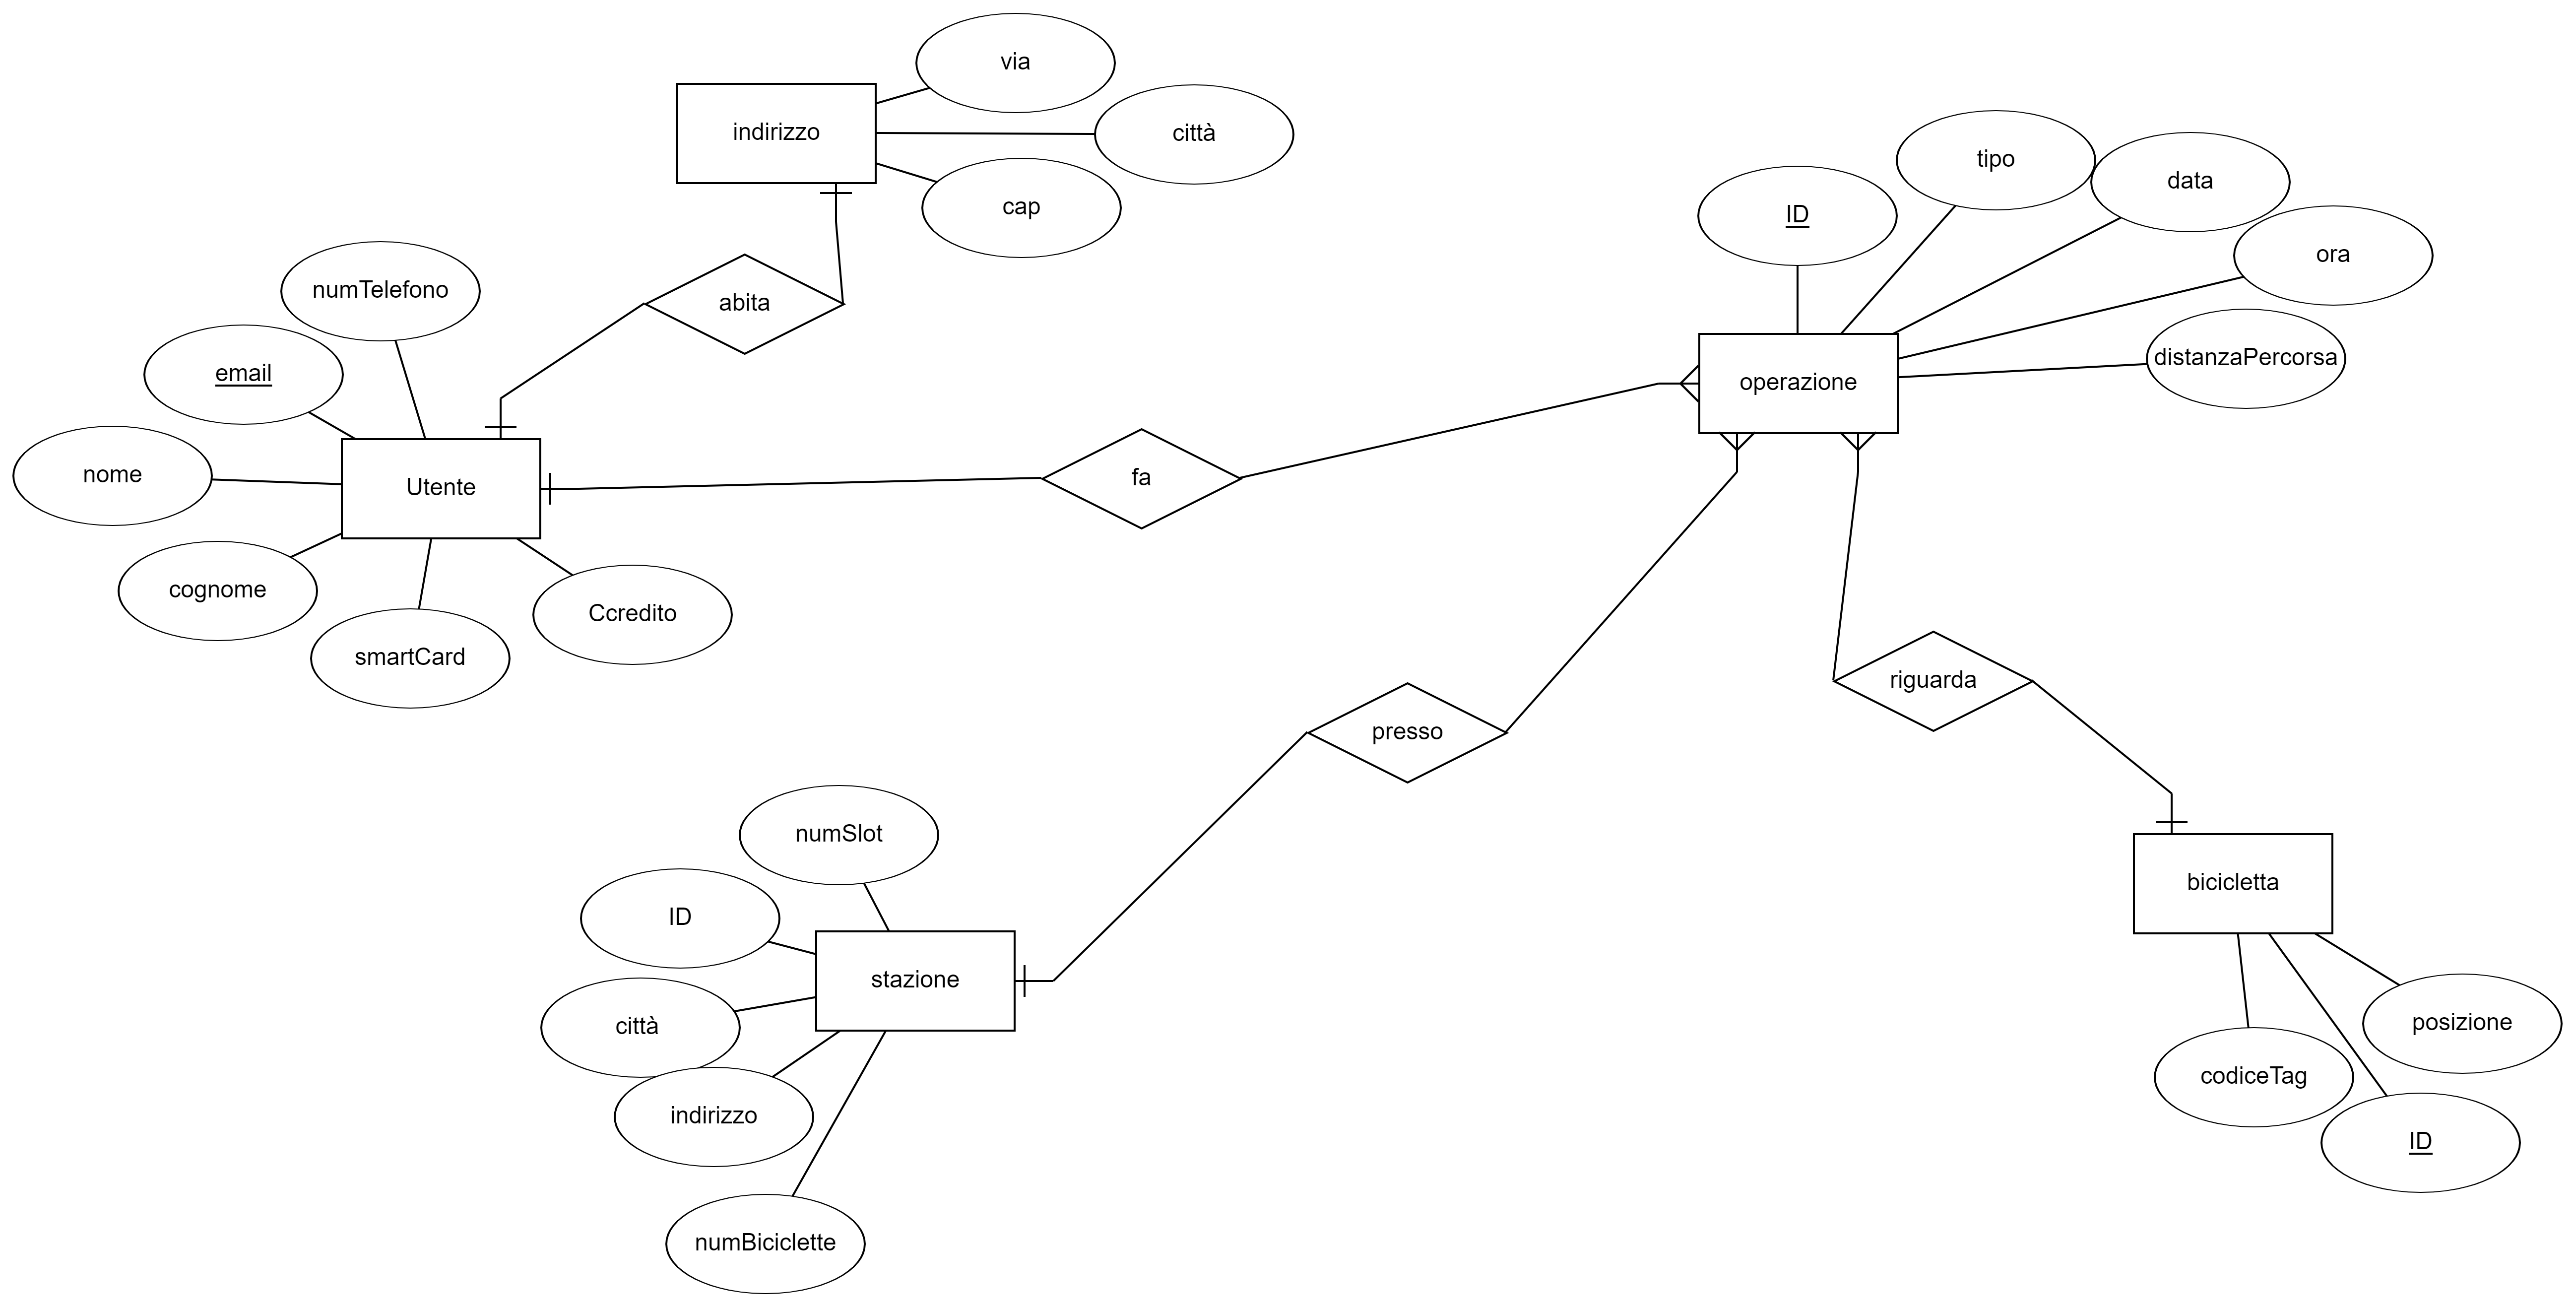 via
indirizzo
città
cap
tipo
data
ID
ora
numTelefono
abita
distanzaPercorsa
email
operazione
nome
Utente
fa
cognome
Ccredito
smartCard
riguarda
presso
numSlot
bicicletta
ID
stazione
città
posizione
codiceTag
indirizzo
ID
numBiciclette